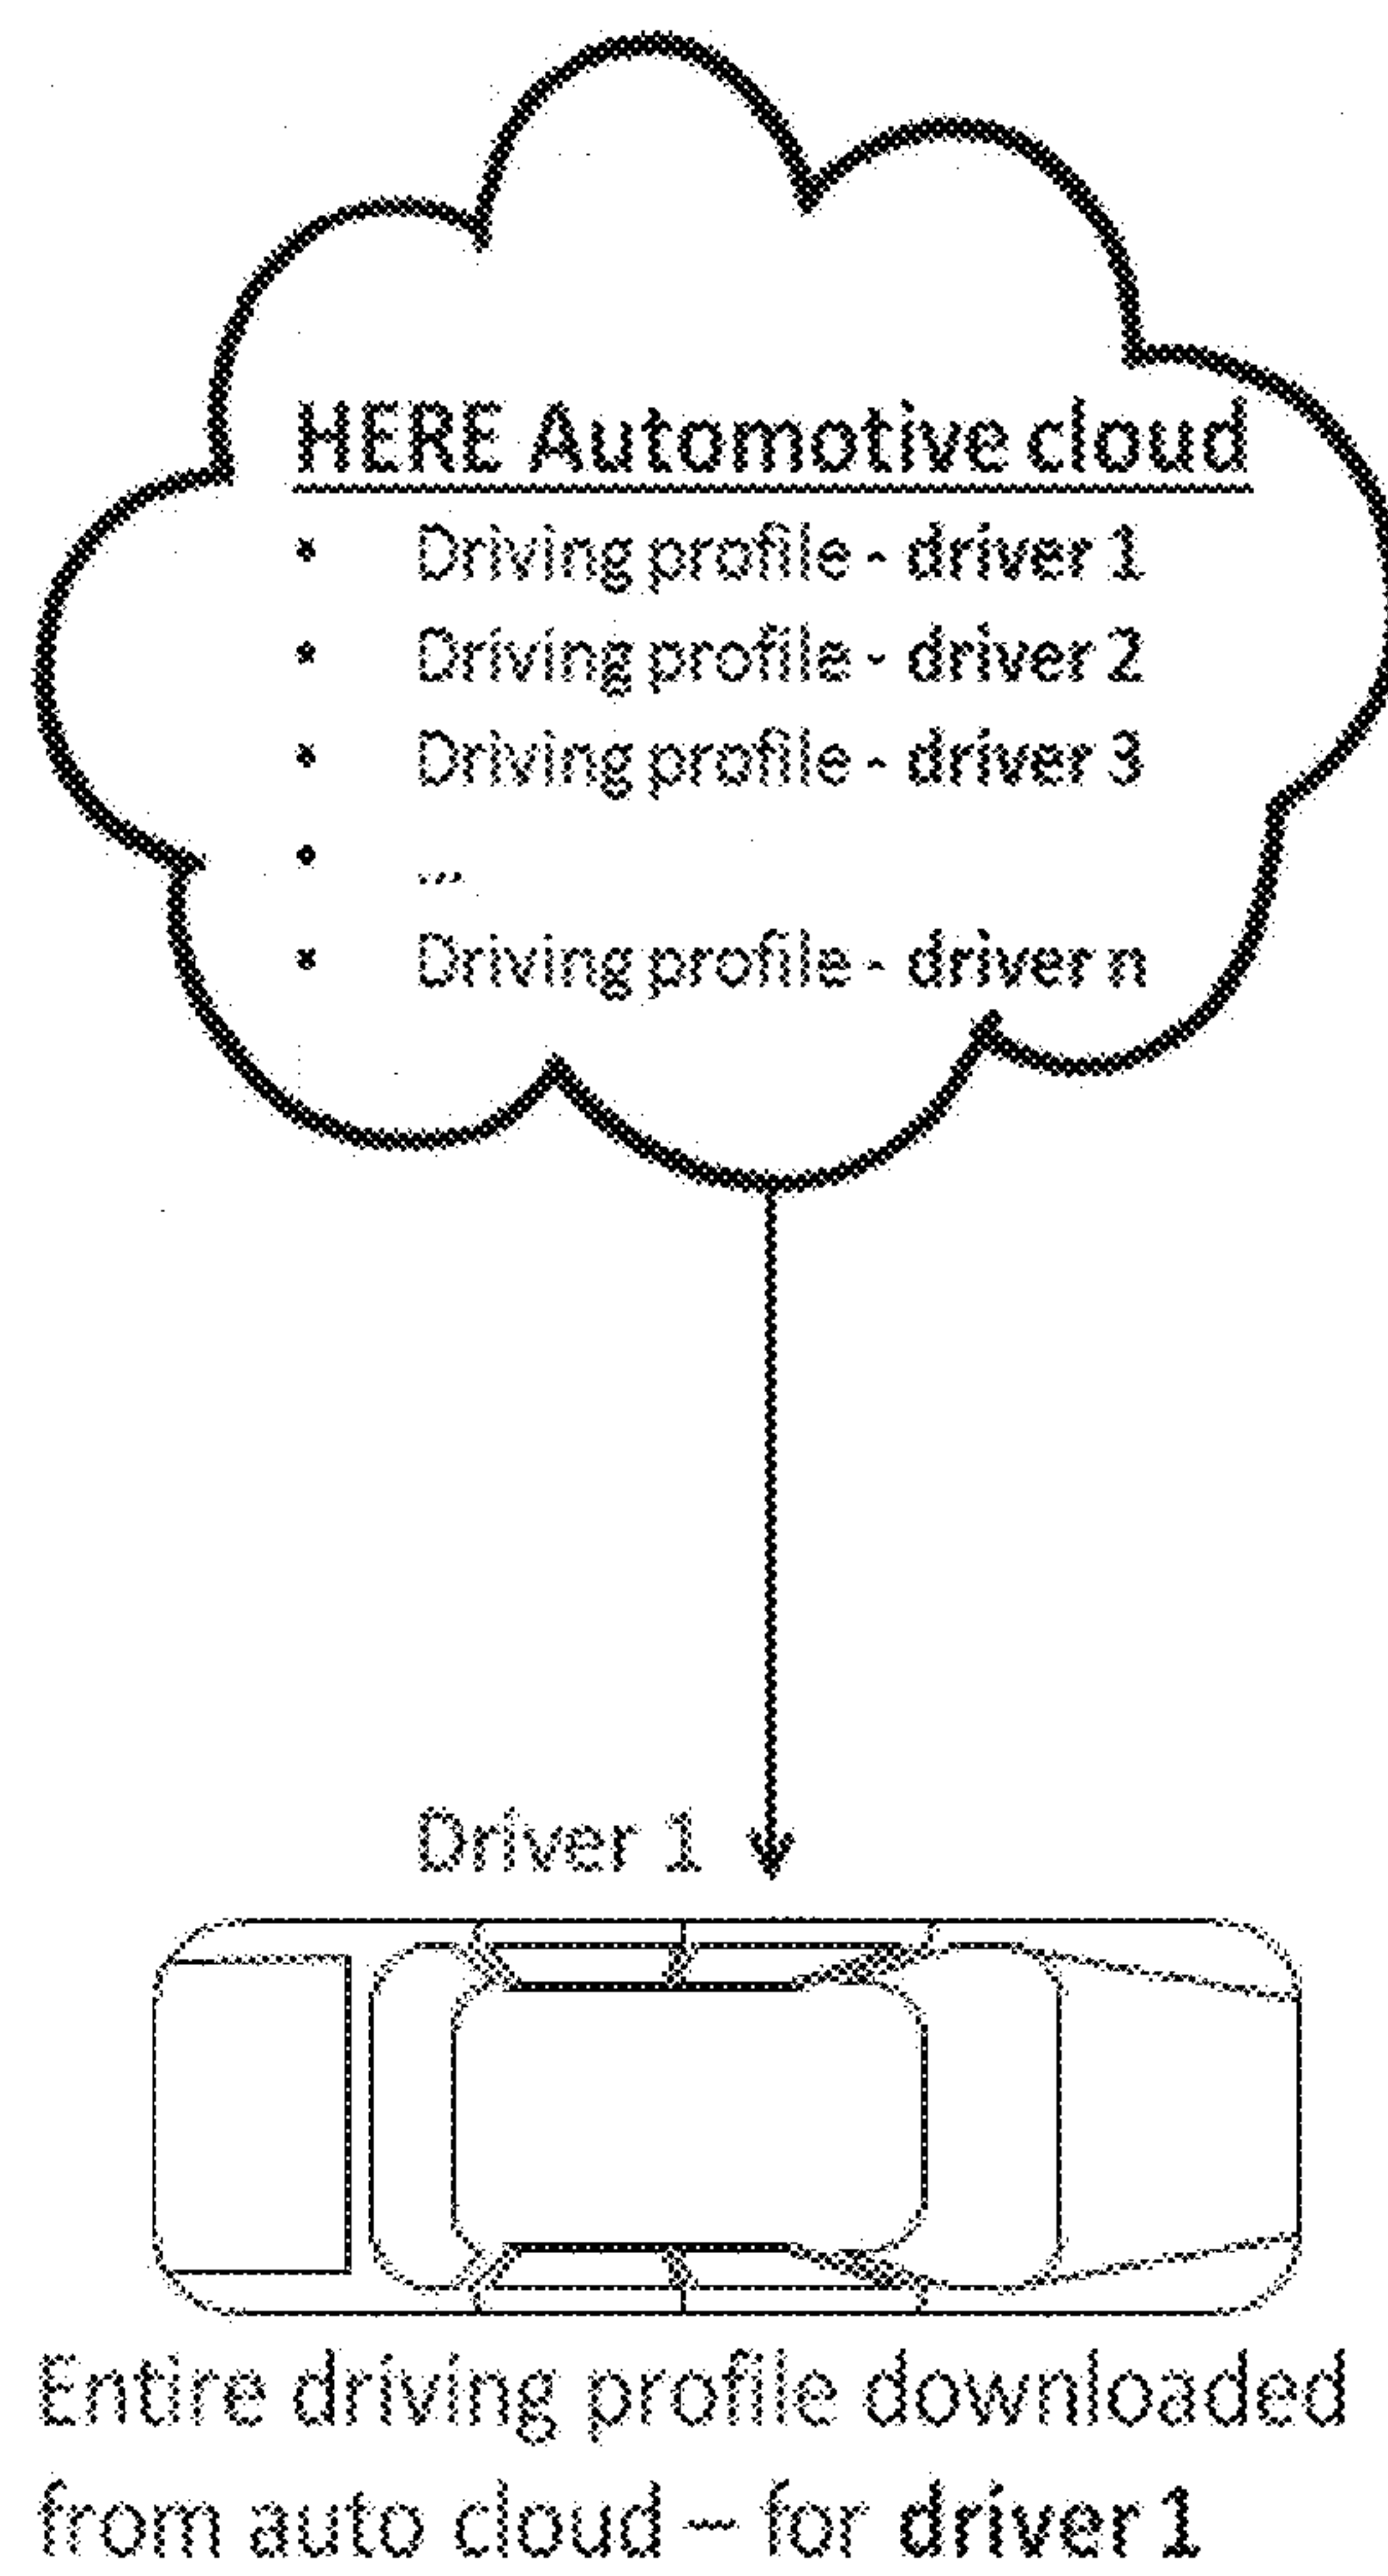 HERE Automotive cloud
• Driving profile - driver 1
• Driving profile - driver 2
• Driving profile - driver 3
• ...
• Driving profile - driver n
Driver 1
Entire driving profile downloaded
from auto cloud – for driver 1